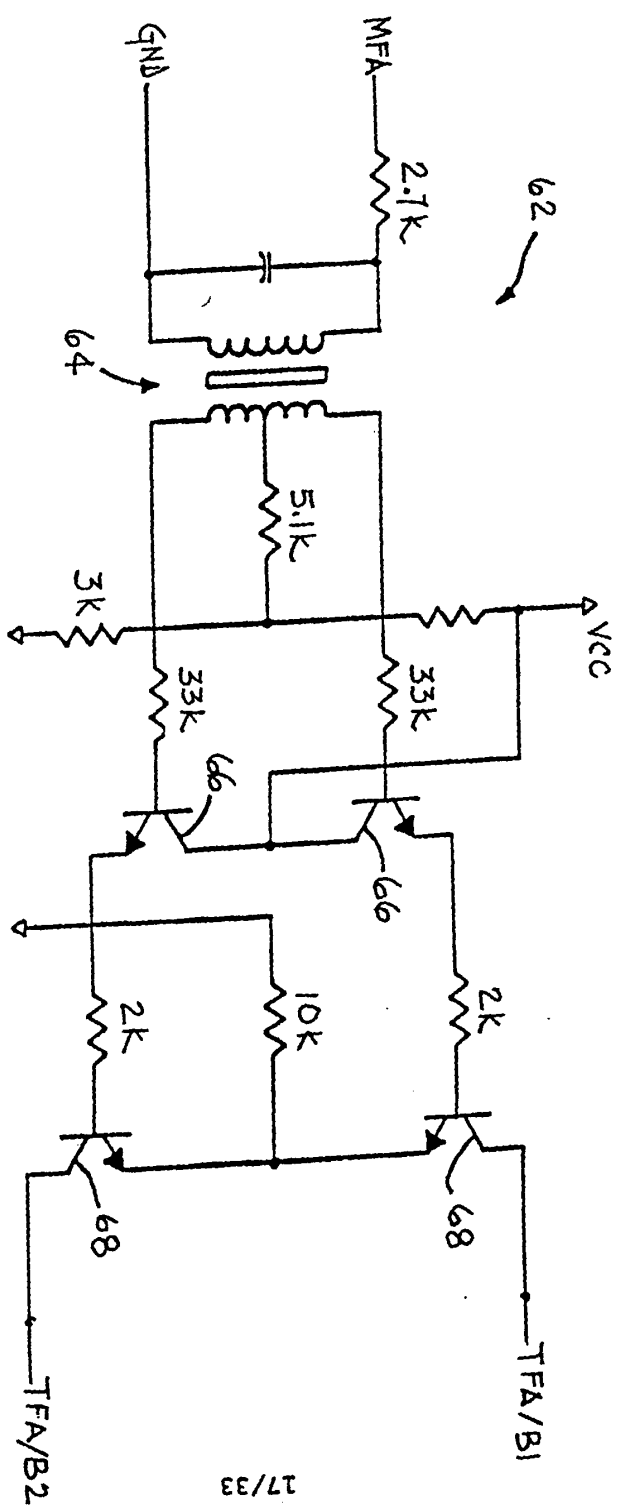 62
MFA
2.7K
GND
64
5.1K
3K
VCC
33K
33K
66
66
2K
10K
2K
68
68
TFA/B1
TFA/B2
17/33